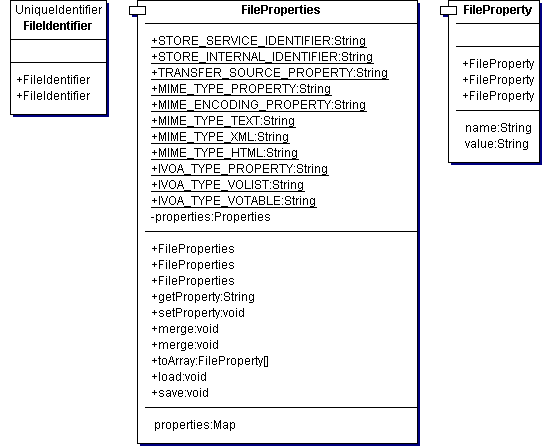 UniqueIdentifier
FileIdentifier
+FileIdentifier
+FileIdentifier
FileProperties
+STORE_SERVICE_IDENTIFIER:String
+STORE_INTERNAL_IDENTIFIER:String
+TRANSFER_SOURCE_PROPERTY:String
+MIME_TYPE_PROPERTY:String
+MIME_ENCODING_PROPERTY:String
+MIME_TYPE_TEXT:String
+MIME_TYPE_XML:String
+MIME_TYPE_HTML:String
+IVOA_TYPE_PROPERTY:String
+IVOA_TYPE_VOLIST:String
+IVOA_TYPE_VOTABLE:String
-properties:Properties
+FileProperties
+FileProperties
+FileProperties
+getProperty:String
+setProperty:void
+merge:void
+merge:void
+toArray:FileProperty[]
+load:void
+save:void
properties:Map
FileProperty
+FileProperty
+FileProperty
+FileProperty
name:String
value:String